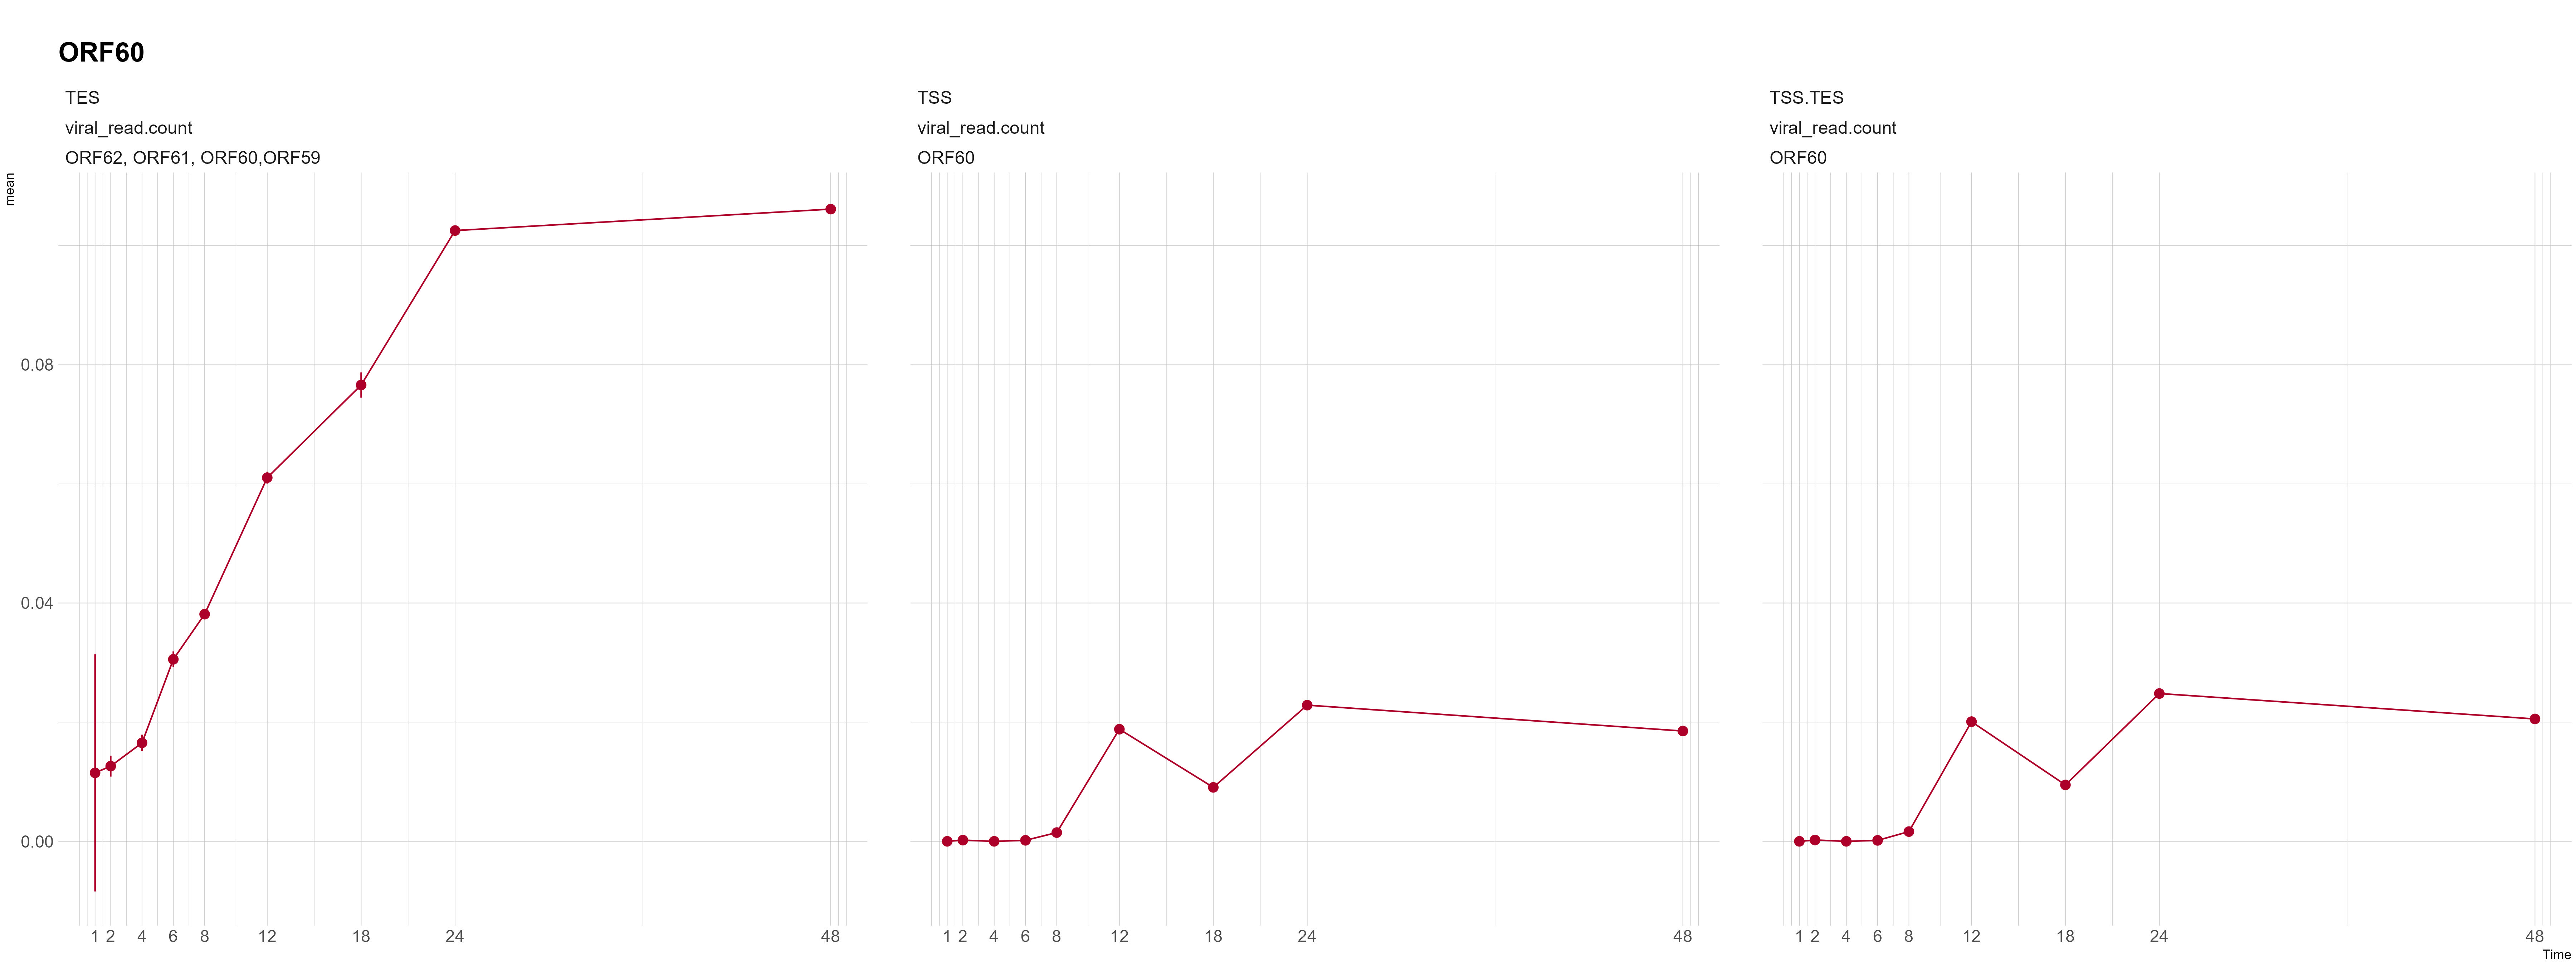 ORF60
TES
viral_read.count
ORF62, ORF61, ORF60,ORF59
TSS
viral_read.count
ORF60
TSS.TES
viral_read.count
ORF60
mean
0.08
0.04
0.00
1 2 4 6 8 12 18 24 48
1 2 4 6 8 12 18 24 48
1 2 4 6 8 12 18 24 48
Time